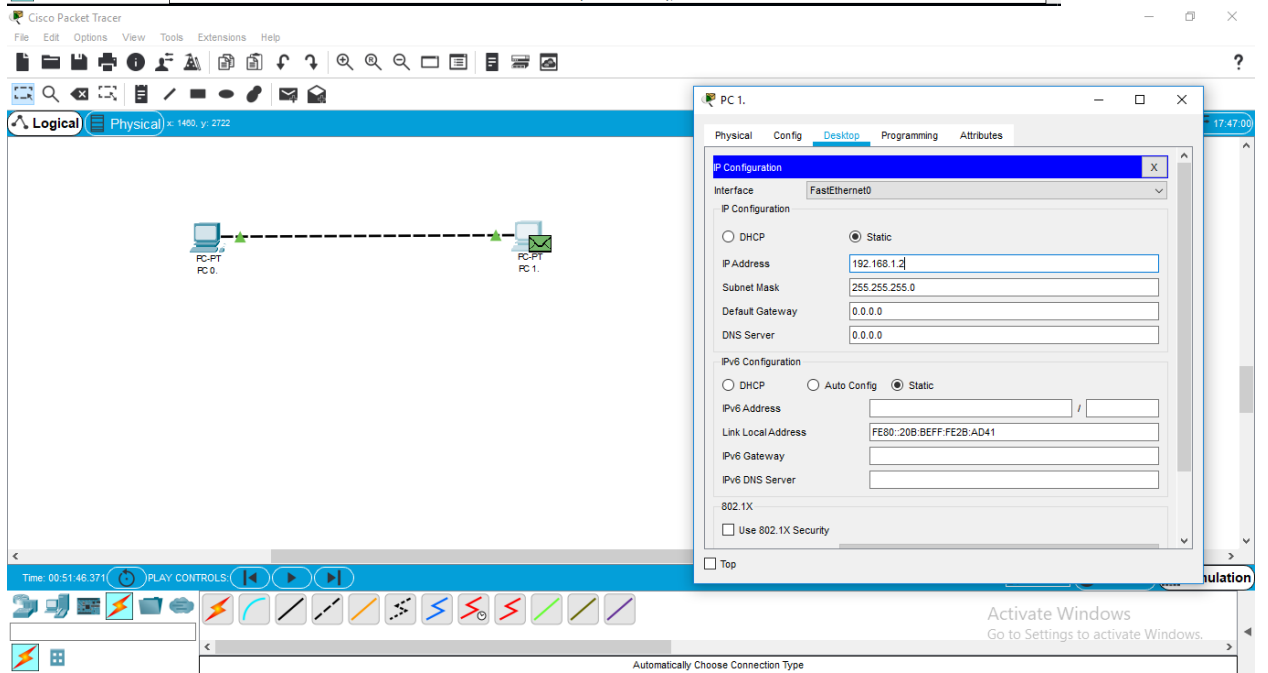 Cisco Packet Tracer
File Edit Options View Tools Extensions Help
?
Logical Physical x: 1460, y: 2722
17:47:00
PC-PT
PC 0.
PC-PT
PC 1.
PC 1.
Physical Config Desktop Programming Attributes
IP Configuration X
Interface FastEthernet0
IP Configuration
DHCP Static
IP Address 192.168.1.2
Subnet Mask 255.255.255.0
Default Gateway 0.0.0.0
DNS Server 0.0.0.0
IPv6 Configuration
DHCP Auto Config Static
IPv6 Address /
Link Local Address FE80::20B:BEFF:FE2B:AD41
IPv6 Gateway
IPv6 DNS Server
802.1X
Use 802.1X Security
Top
Time: 00:51:46.371 PLAY CONTROLS:
ulation
Activate Windows
Go to Settings to activate Windows.
Automatically Choose Connection Type